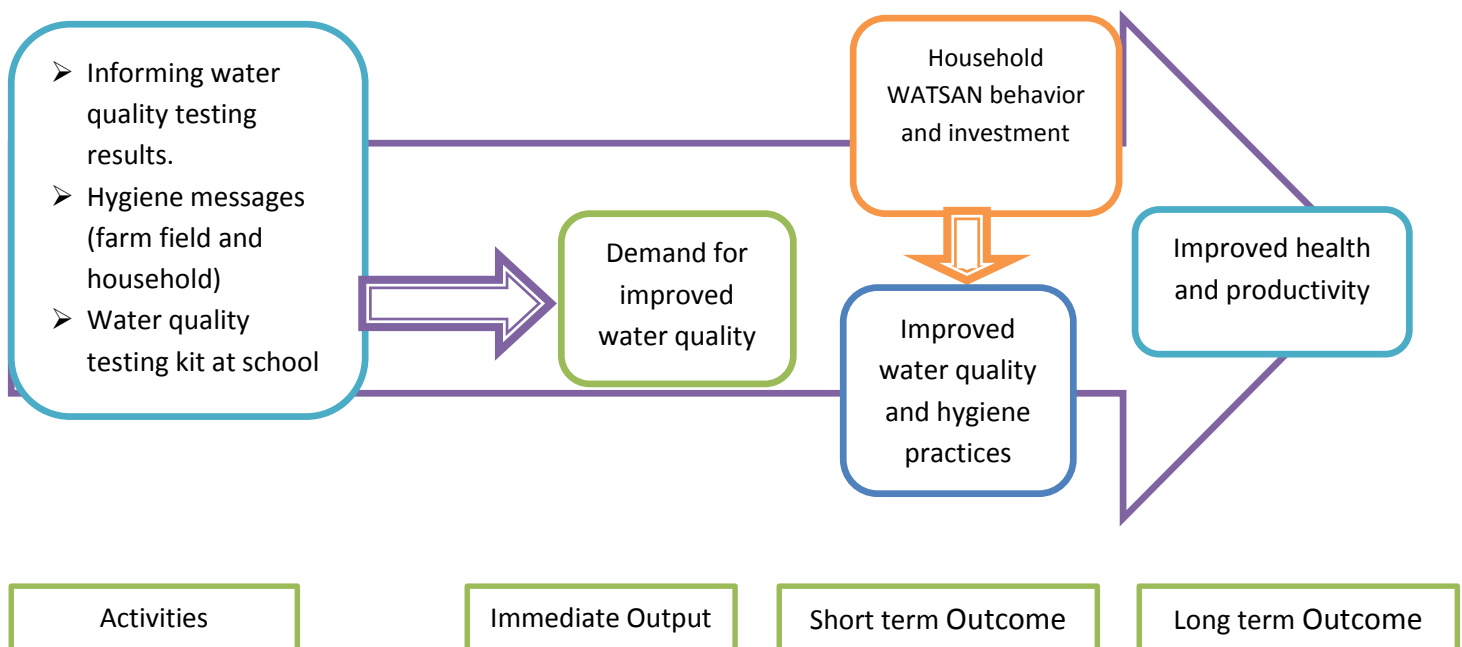 ➢ Informing water
quality testing
results.
➢ Hygiene messages
(farm field and
household)
➢ Water quality
testing kit at school
Demand for
improved
water quality
Household
WATSAN behavior
and investment
Improved
water quality
and hygiene
practices
Improved health
and productivity
Activities
Immediate Output
Short term Outcome
Long term Outcome